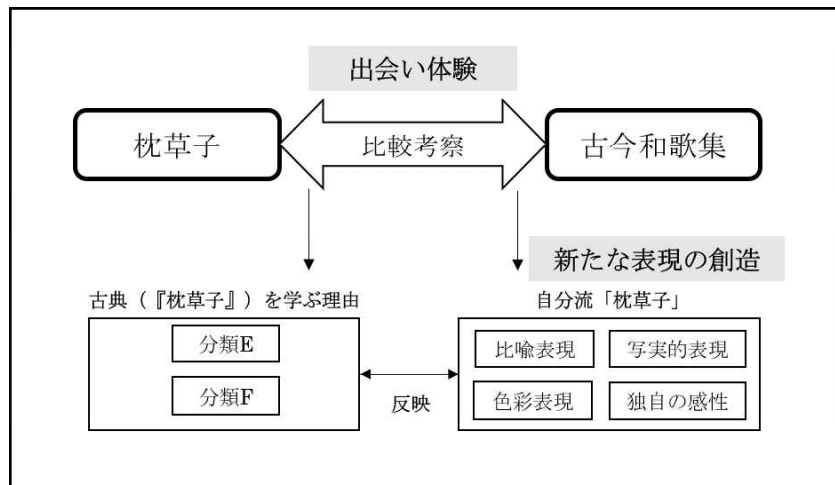 出会い体験
枕草子
比較考察
古今和歌集
新たな表現の創造
古典（『枕草子』）を学ぶ理由
分類E
分類F
反映
自分流「枕草子」
比喩表現
写実的表現
色彩表現
独自の感性